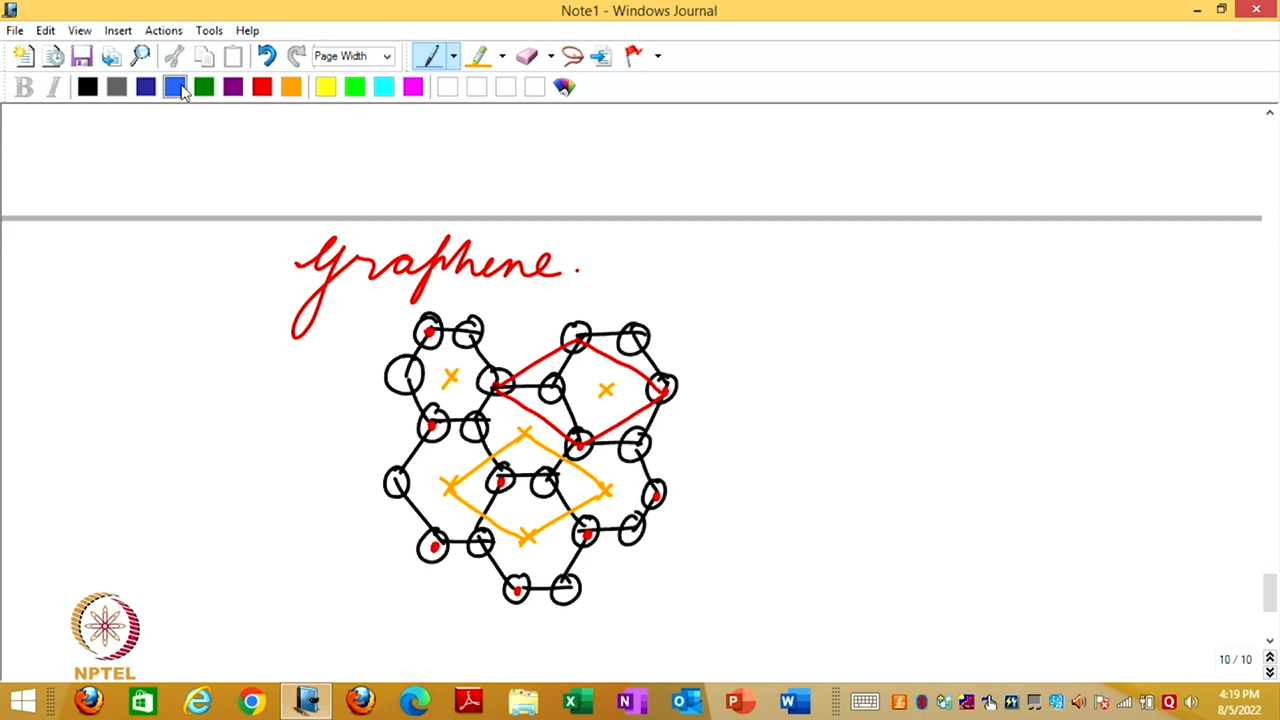 Note1 - Windows Journal
File Edit View Insert Actions Tools Help
Page Width
B I
Graphene.
NPTEL
10 / 10
4:19 PM
8/5/2022